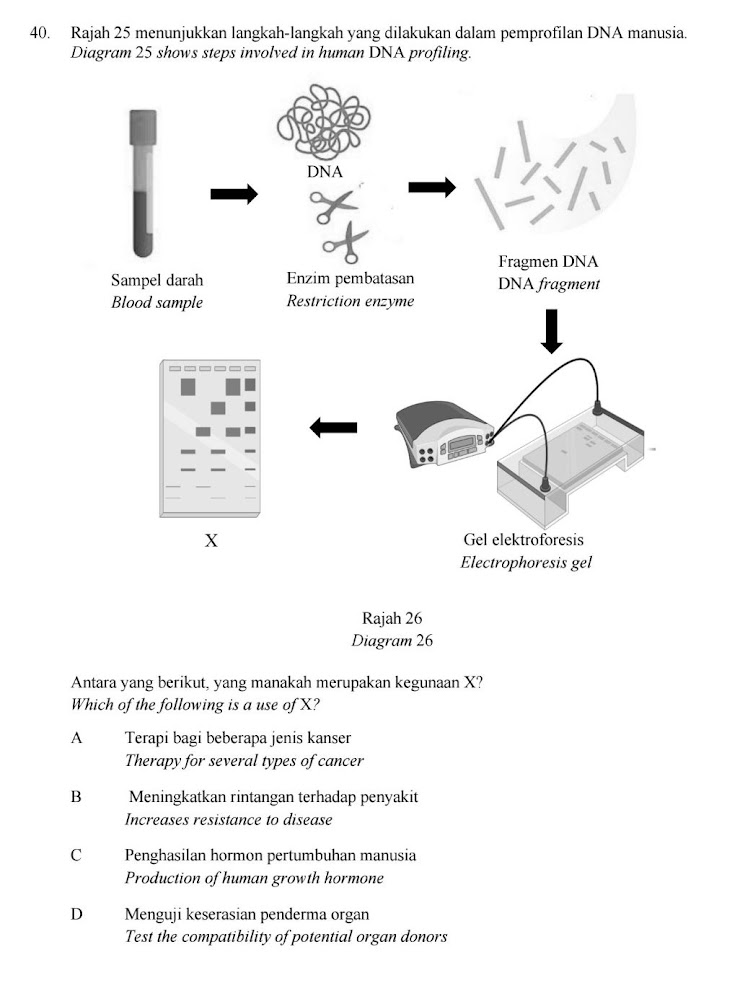 40. Rajah 25 menunjukkan langkah-langkah yang dilakukan dalam pemprofilan DNA manusia.
Diagram 25 shows steps involved in human DNA profiling.
DNA
Sampel darah
Blood sample
Enzim pembatasan
Restriction enzyme
Fragmen DNA
DNA fragment
X
Gel elektroforesis
Electrophoresis gel
Rajah 26
Diagram 26
Antara yang berikut, yang manakah merupakan kegunaan X?
Which of the following is a use of X?
A Terapi bagi beberapa jenis kanser
Therapy for several types of cancer
B Meningkatkan rintangan terhadap penyakit
Increases resistance to disease
C Penghasilan hormon pertumbuhan manusia
Production of human growth hormone
D Menguji keserasian penderma organ
Test the compatibility of potential organ donors